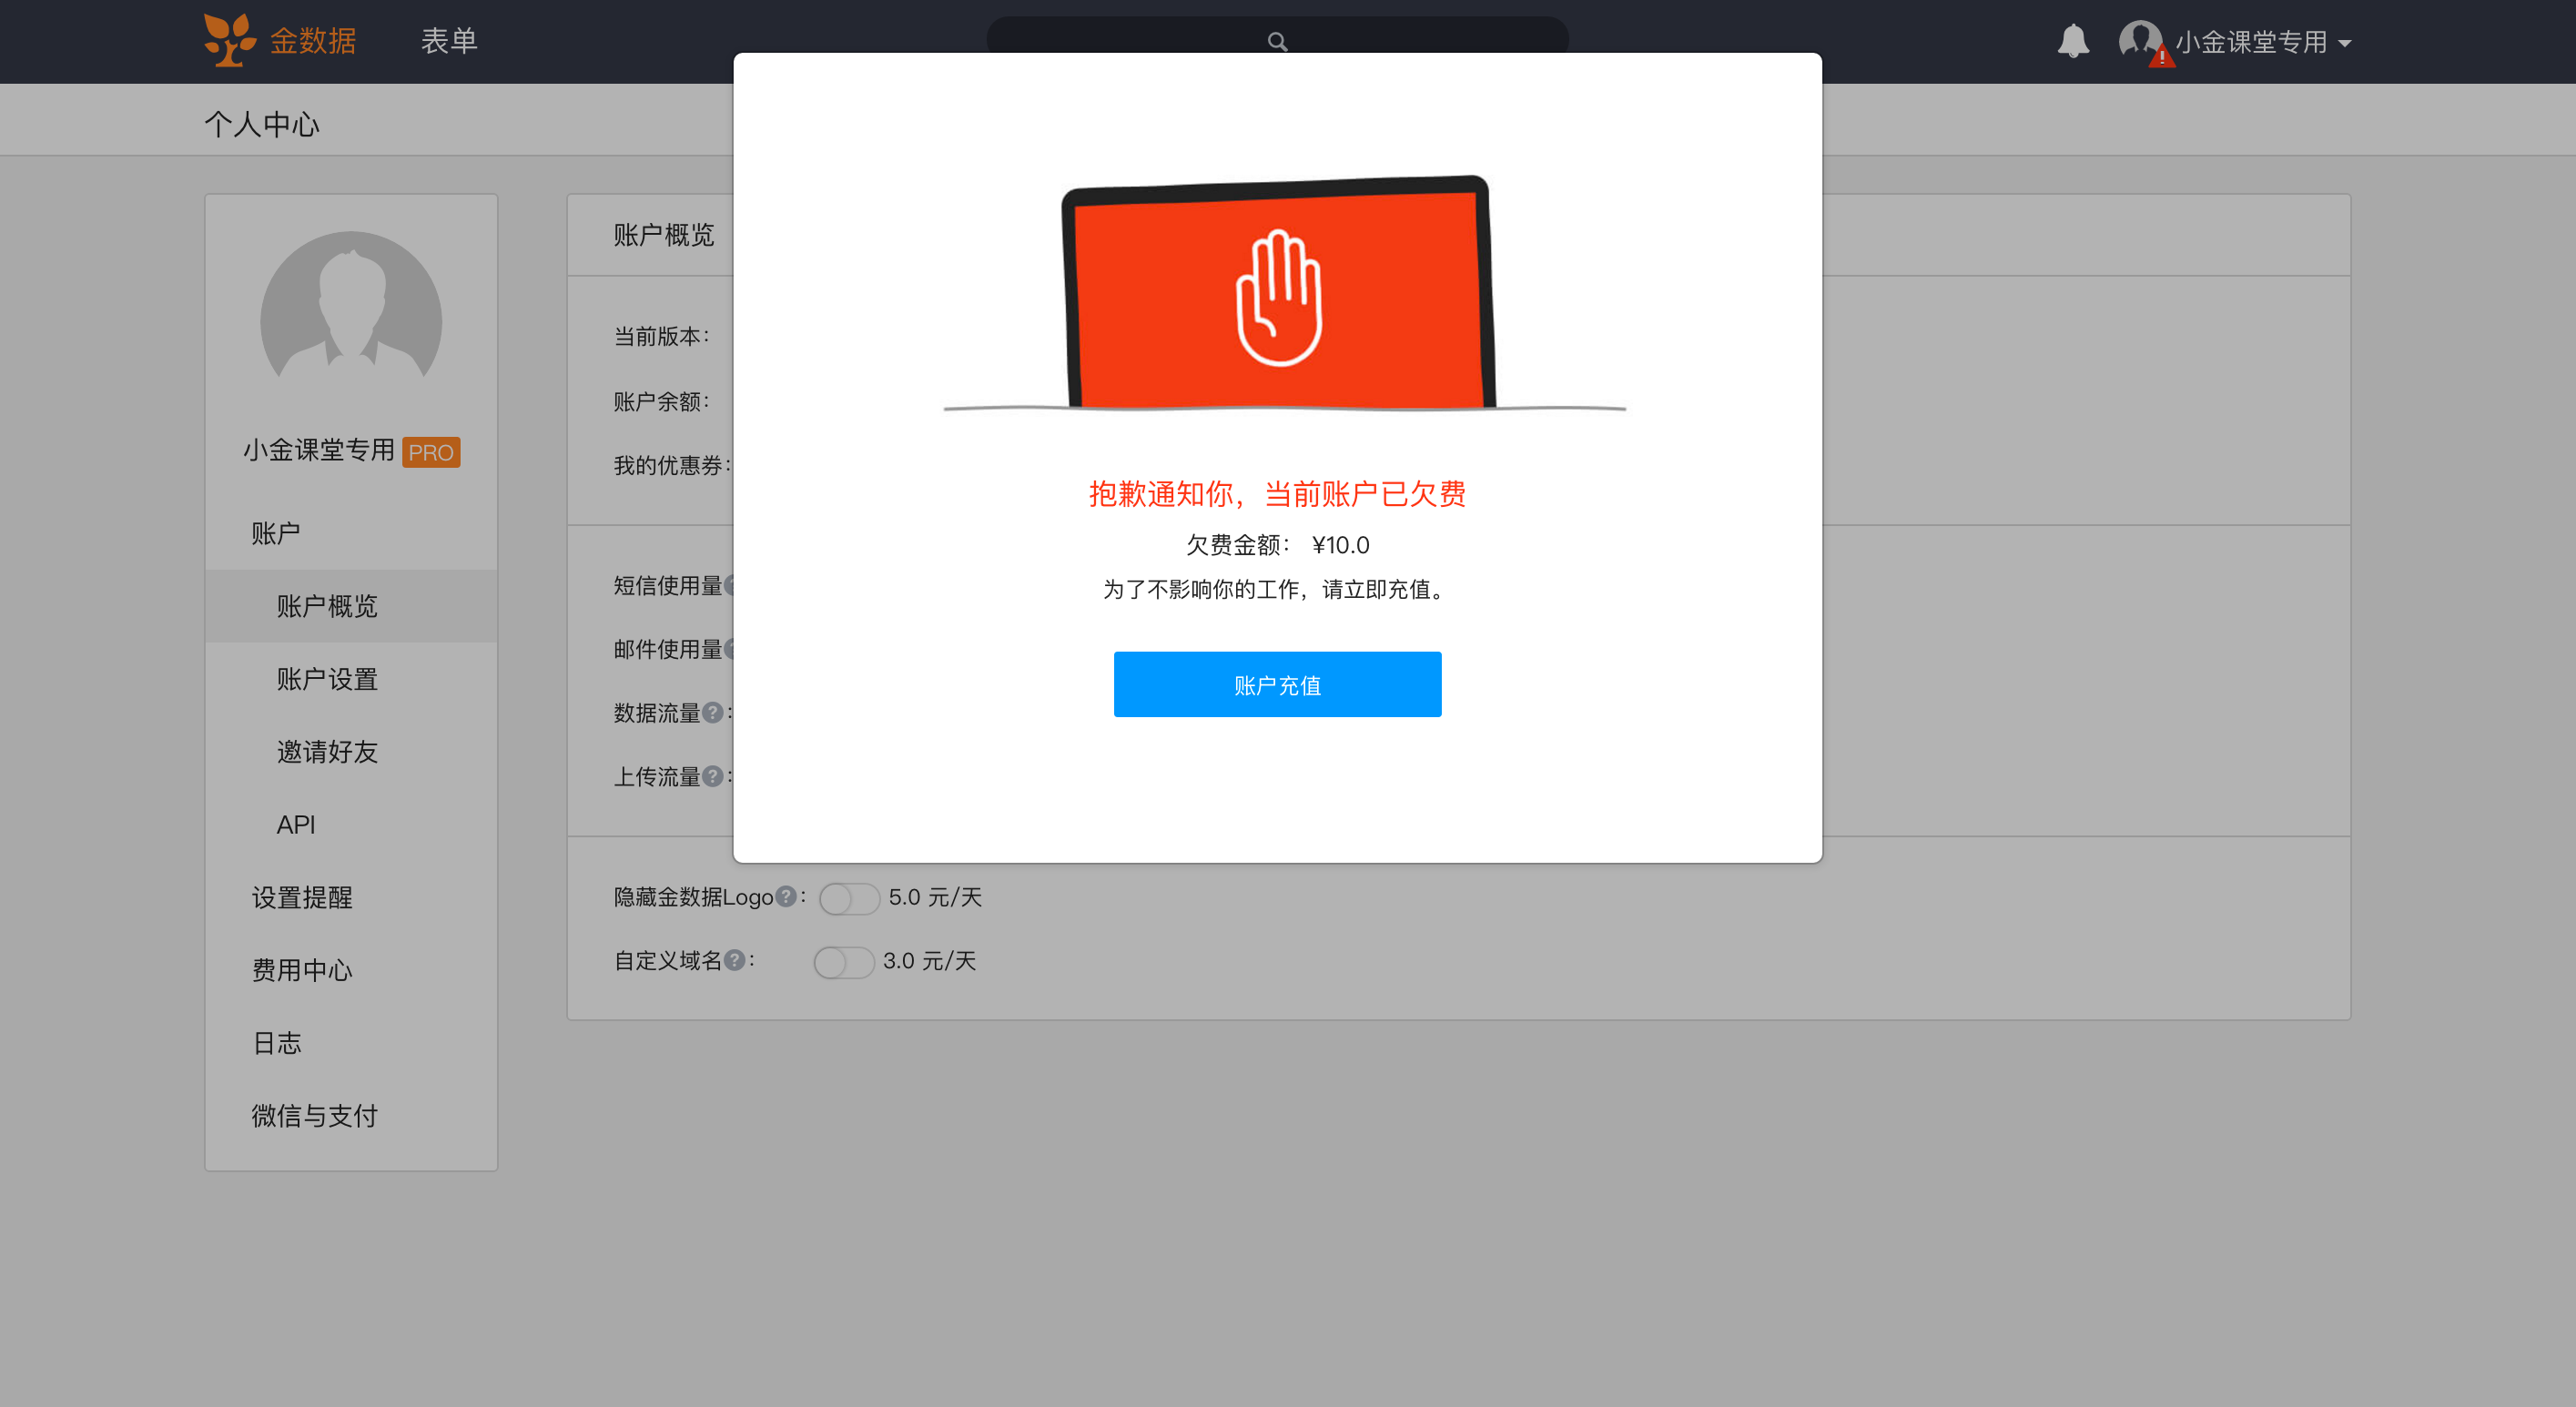 金数据
表单
小金课堂专用
个人中心
小金课堂专用 PRO
账户
账户概览
账户设置
邀请好友
API
设置提醒
费用中心
日志
微信与支付
账户概览
当前版本：
账户余额：
我的优惠券：
短信使用量
邮件使用量
数据流量?：
上传流量?：
隐藏金数据Logo?： 5.0 元/天
自定义域名?： 3.0 元/天
抱歉通知你，当前账户已欠费
欠费金额： ¥10.0
为了不影响你的工作，请立即充值。
账户充值